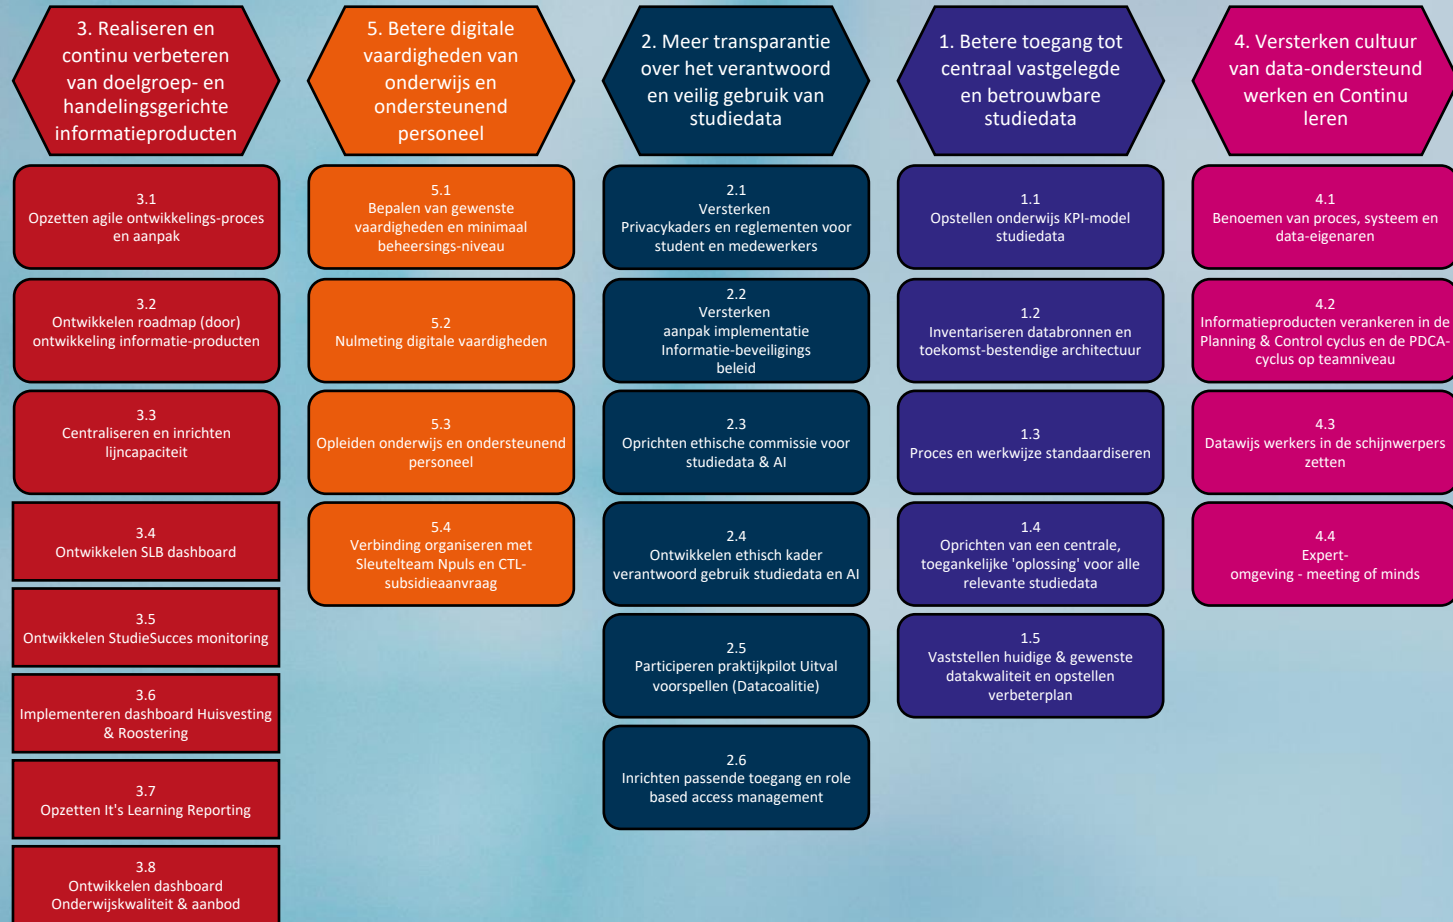 3. Realiseren en
continu verbeteren
van doelgroep- en
handelingsgerichte
informatieproducten
3.1
Opzetten agile ontwikkelings-proces
en aanpak
3.2
Ontwikkelen roadmap (door)
ontwikkeling informatie-producten
3.3
Centraliseren en inrichten
lijncapaciteit
3.4
Ontwikkelen SLB dashboard
3.5
Ontwikkelen StudieSucces monitoring
3.6
Implementeren dashboard Huisvesting
& Roostering
3.7
Opzetten It's Learning Reporting
3.8
Ontwikkelen dashboard
Onderwijskwaliteit & aanbod
5. Betere digitale
vaardigheden van
onderwijs en
ondersteunend
personeel
5.1
Bepalen van gewenste
vaardigheden en minimaal
beheersings-niveau
5.2
Nulmeting digitale vaardigheden
5.3
Opleiden onderwijs en ondersteunend
personeel
5.4
Verbinding organiseren met
Sleutelteam Npuls en CTL-
subsidieaanvraag
2. Meer transparantie
over het verantwoord
en veilig gebruik van
studiedata
2.1
Versterken
Privacykaders en reglementen voor
student en medewerkers
2.2
Versterken
aanpak implementatie
Informatie-beveiligings
beleid
2.3
Oprichten ethische commissie voor
studiedata & AI
2.4
Ontwikkelen ethisch kader
verantwoord gebruik studiedata en AI
2.5
Participeren praktijkpilot Uitval
voorspellen (Datacoalitie)
2.6
Inrichten passende toegang en role
based access management
1. Betere toegang tot
centraal vastgelegde
en betrouwbare
studiedata
1.1
Opstellen onderwijs KPI-model
studiedata
1.2
Inventariseren databronnen en
toekomst-bestendige architectuur
1.3
Proces en werkwijze standaardiseren
1.4
Oprichten van een centrale,
toegankelijke 'oplossing' voor alle
relevante studiedata
1.5
Vaststellen huidige & gewenste
datakwaliteit en opstellen
verbeterplan
4. Versterken cultuur
van data-ondersteund
werken en Continu
leren
4.1
Benoemen van proces, systeem en
data-eigenaren
4.2
Informatieproducten verankeren in de
Planning & Control cyclus en de PDCA-
cyclus op teamniveau
4.3
Datawijs werkers in de schijnwerpers
zetten
4.4
Expert-
omgeving - meeting of minds